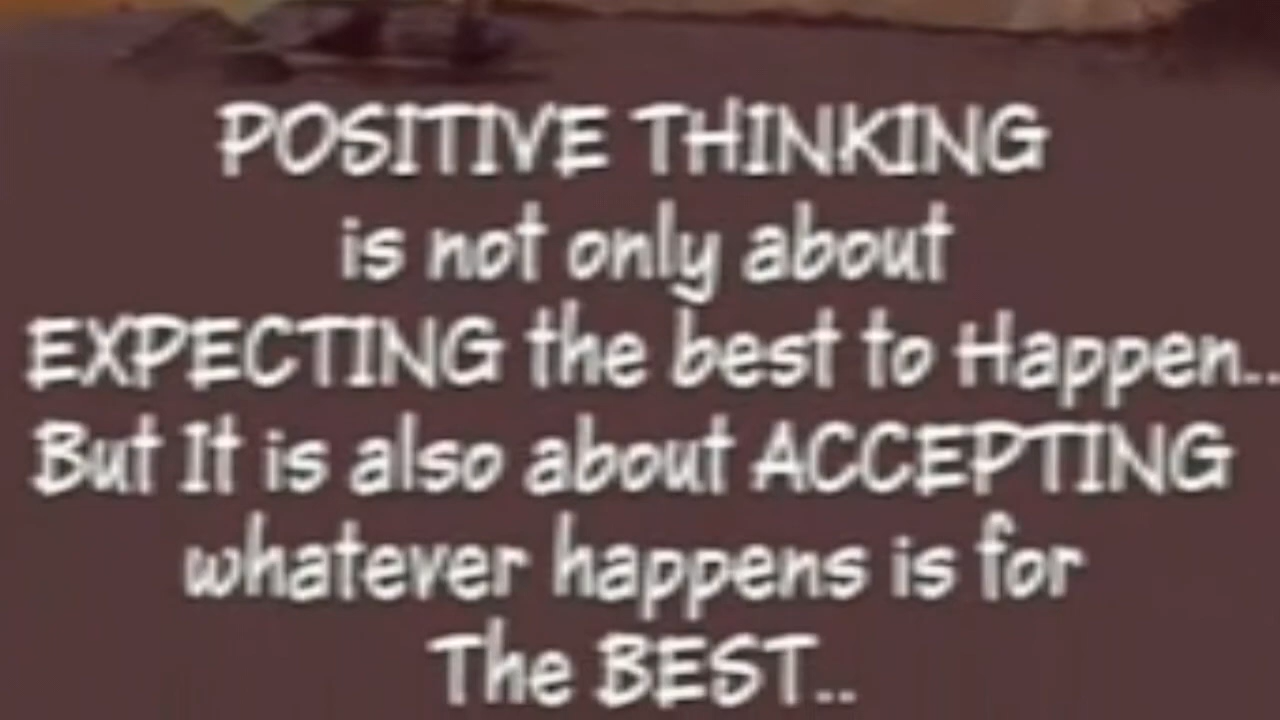 POSITIVE THINKING
is not only about
EXPECTING the best to Happen..
But It is also about ACCEPTING
whatever happens is for
The BEST..